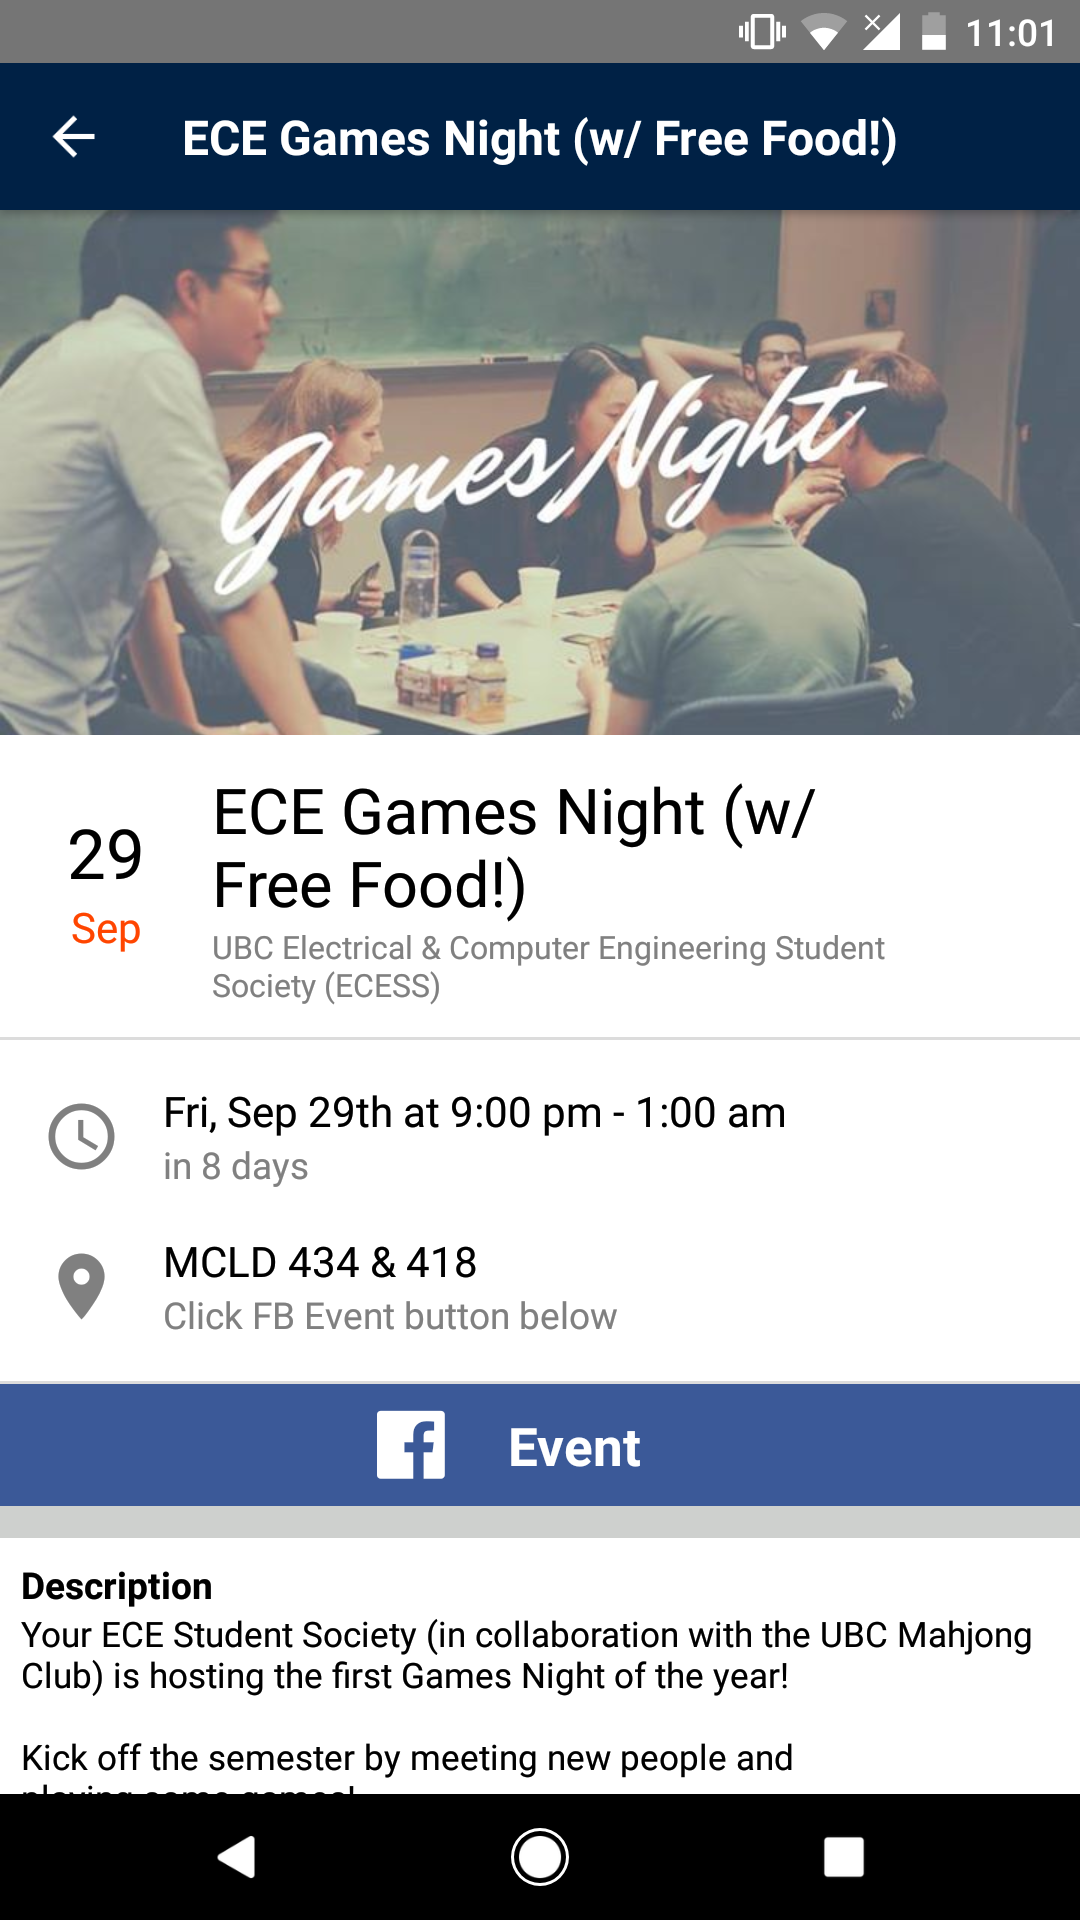 11:01
ECE Games Night (w/ Free Food!)
Games Night
29
Sep
ECE Games Night (w/
Free Food!)
UBC Electrical & Computer Engineering Student
Society (ECESS)
Fri, Sep 29th at 9:00 pm - 1:00 am
in 8 days
MCLD 434 & 418
Click FB Event button below
f Event
Description
Your ECE Student Society (in collaboration with the UBC Mahjong
Club) is hosting the first Games Night of the year!
Kick off the semester by meeting new people and
playing some games!